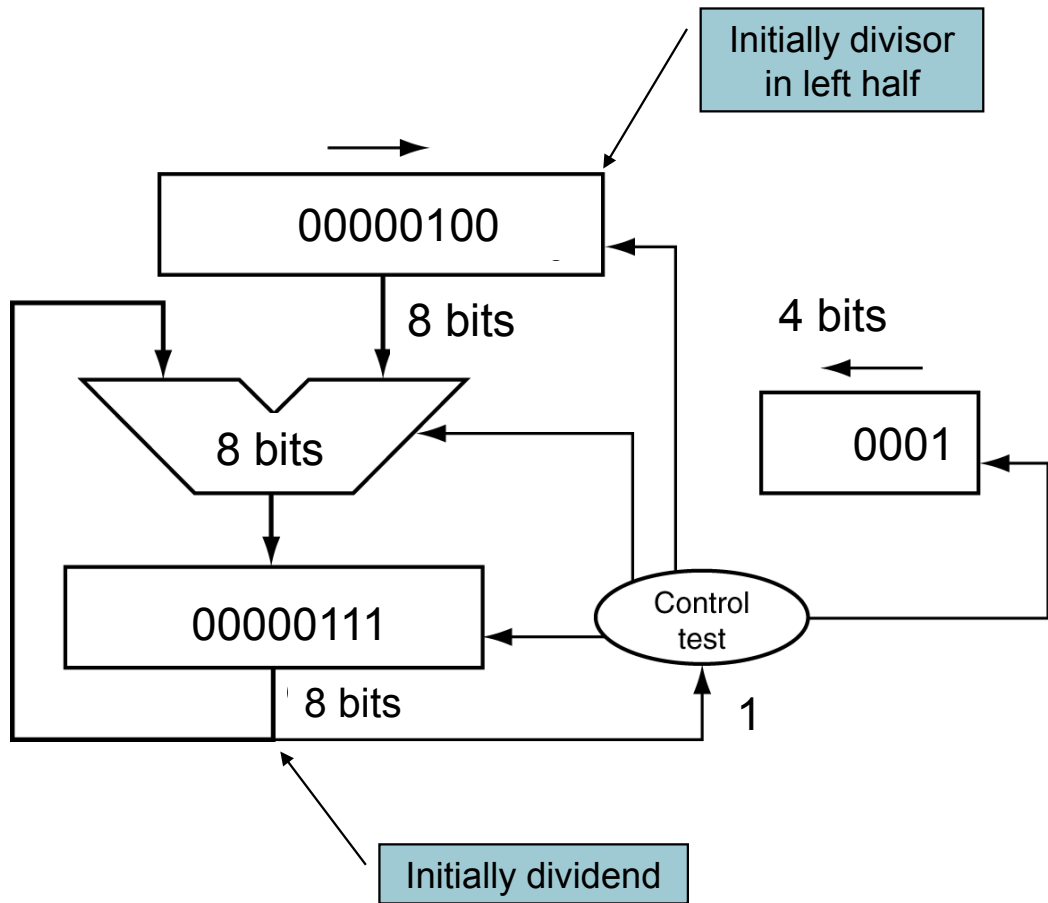 Initially divisor
in left half
00000100
8 bits
4 bits
8 bits
0001
00000111
Control
test
8 bits
1
Initially dividend